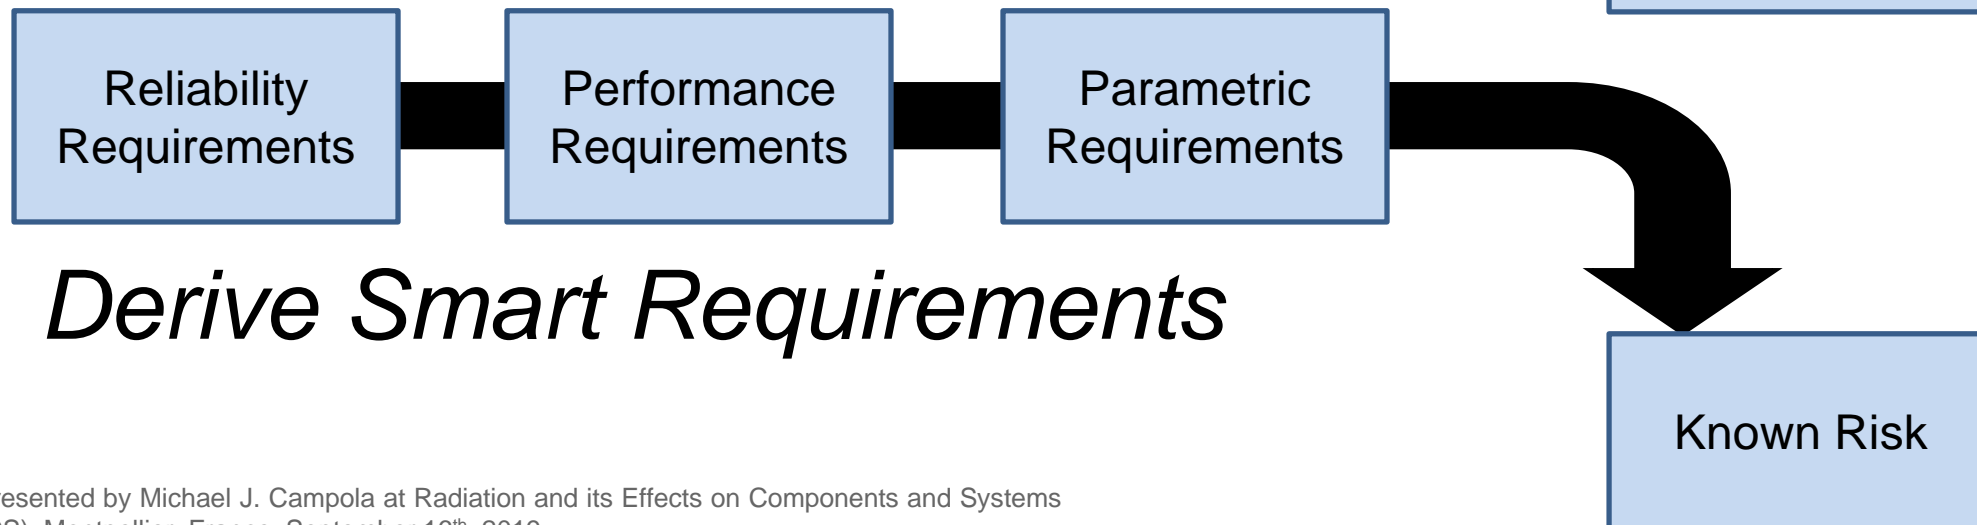 Reliability
Requirements
Performance
Requirements
Parametric
Requirements
Derive Smart Requirements
Known Risk
resented by Michael J. Campola at Radiation and its Effects on Components and Systems